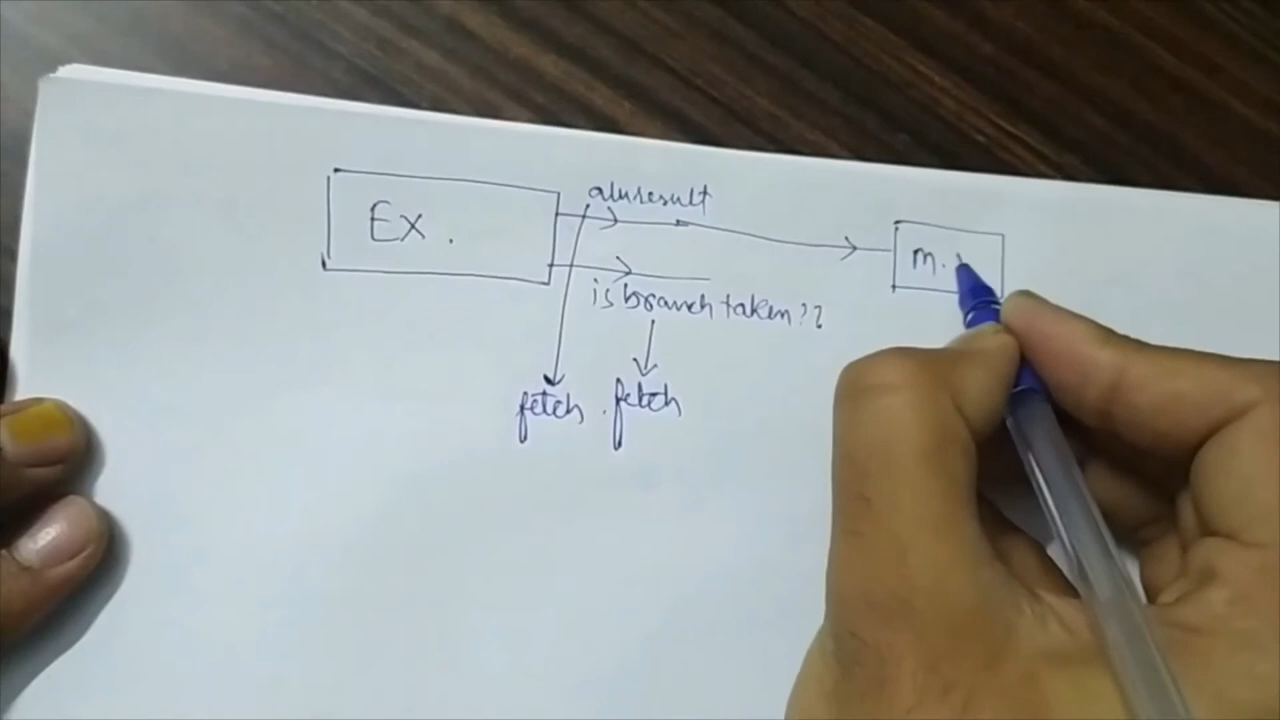 aluresult
Ex.
m.
is branch taken??
fetch . fetch